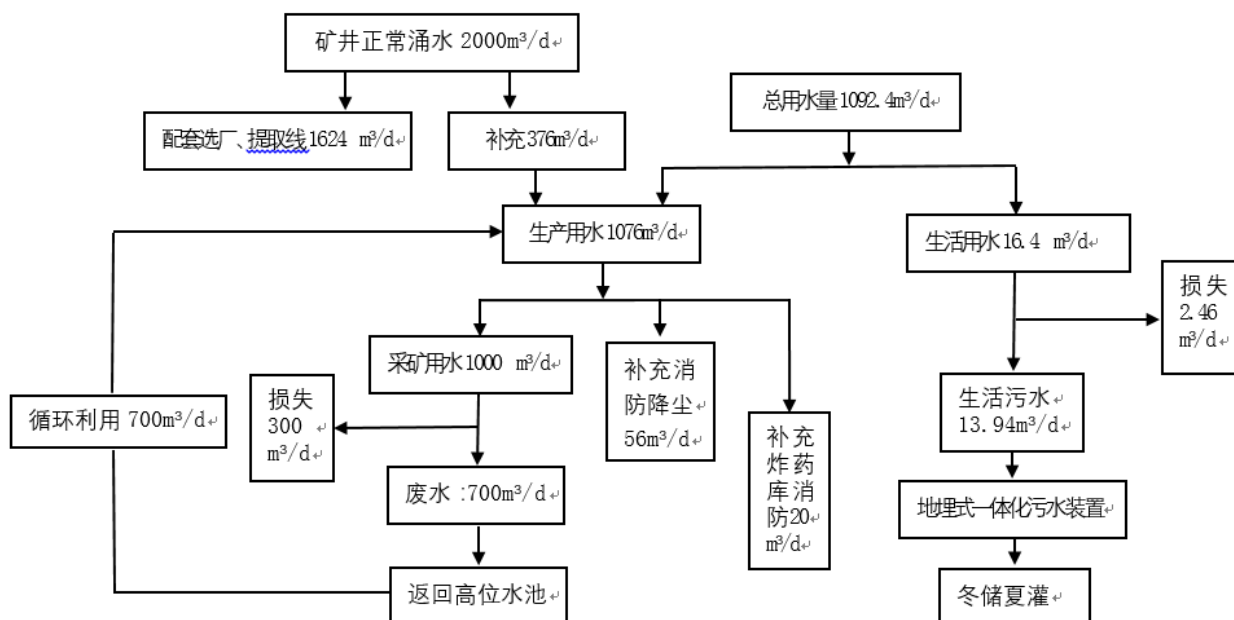 矿井正常涌水 2000m³/d
总用水量1092.4m³/d
配套选厂、提取线1624 m³/d
补充376m³/d
生产用水1076m³/d
生活用水16.4 m³/d
损失
2.46
m³/d
采矿用水1000 m³/d
补充消
防降尘
56m³/d
生活污水
13.94m³/d
循环利用 700m³/d
损失
300
m³/d
补充
炸药
库消
防20
m³/d
废水 :700m³/d
地埋式一体化污水装置
返回高位水池
冬储夏灌